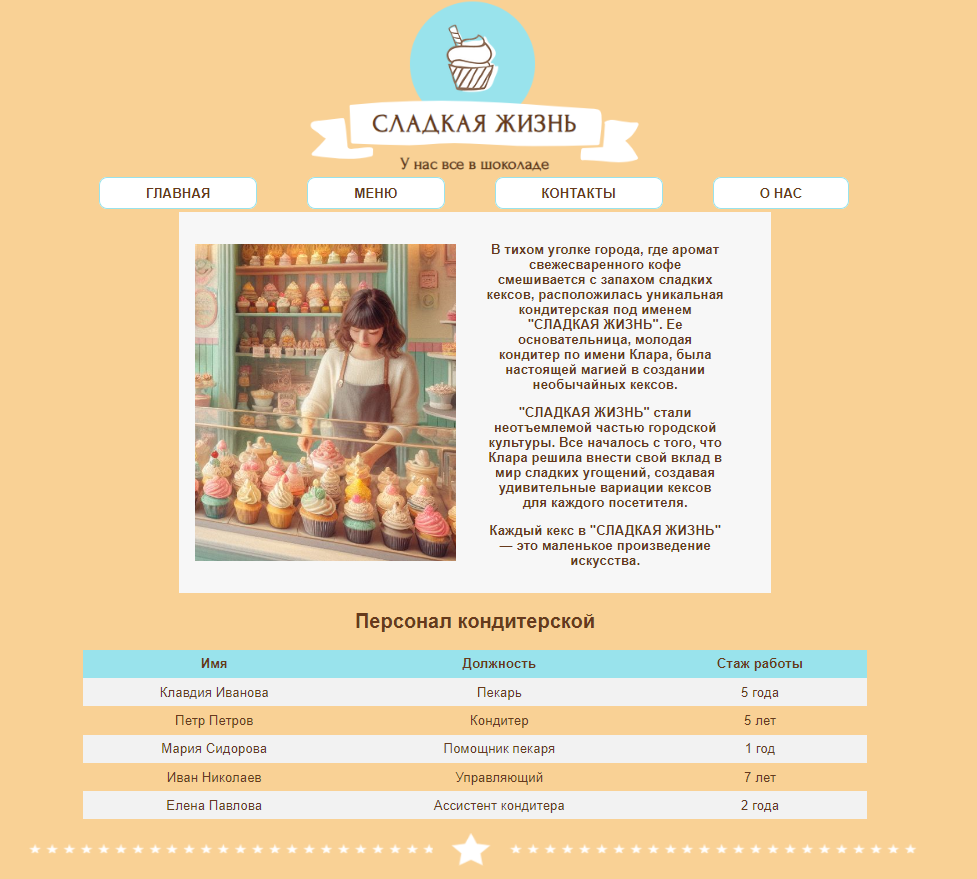 СЛАДКАЯ ЖИЗНЬ
У нас все в шоколаде
ГЛАВНАЯ МЕНЮ КОНТАКТЫ О НАС
В тихом уголке города, где аромат
свежесваренного кофе
смешивается с запахом сладких
кексов, расположилась уникальная
кондитерская под именем
"СЛАДКАЯ ЖИЗНЬ". Ее
основательница, молодая
кондитер по имени Клара, была
настоящей магией в создании
необычайных кексов.
"СЛАДКАЯ ЖИЗНЬ" стали
неотъемлемой частью городской
культуры. Все началось с того, что
Клара решила внести свой вклад в
мир сладких угощений, создавая
удивительные вариации кексов
для каждого посетителя.
Каждый кекс в "СЛАДКАЯ ЖИЗНЬ"
— это маленькое произведение
искусства.
Персонал кондитерской
Имя Должность Стаж работы
Клавдия Иванова Пекарь 5 года
Петр Петров Кондитер 5 лет
Мария Сидорова Помощник пекаря 1 год
Иван Николаев Управляющий 7 лет
Елена Павлова Ассистент кондитера 2 года